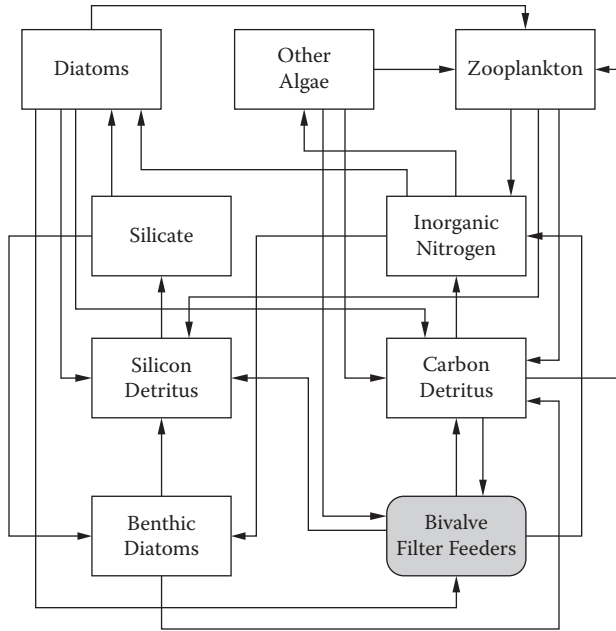 Diatoms
Other
Algae
Zooplankton
Silicate
Inorganic
Nitrogen
Silicon
Detritus
Carbon
Detritus
Benthic
Diatoms
Bivalve
Filter Feeders